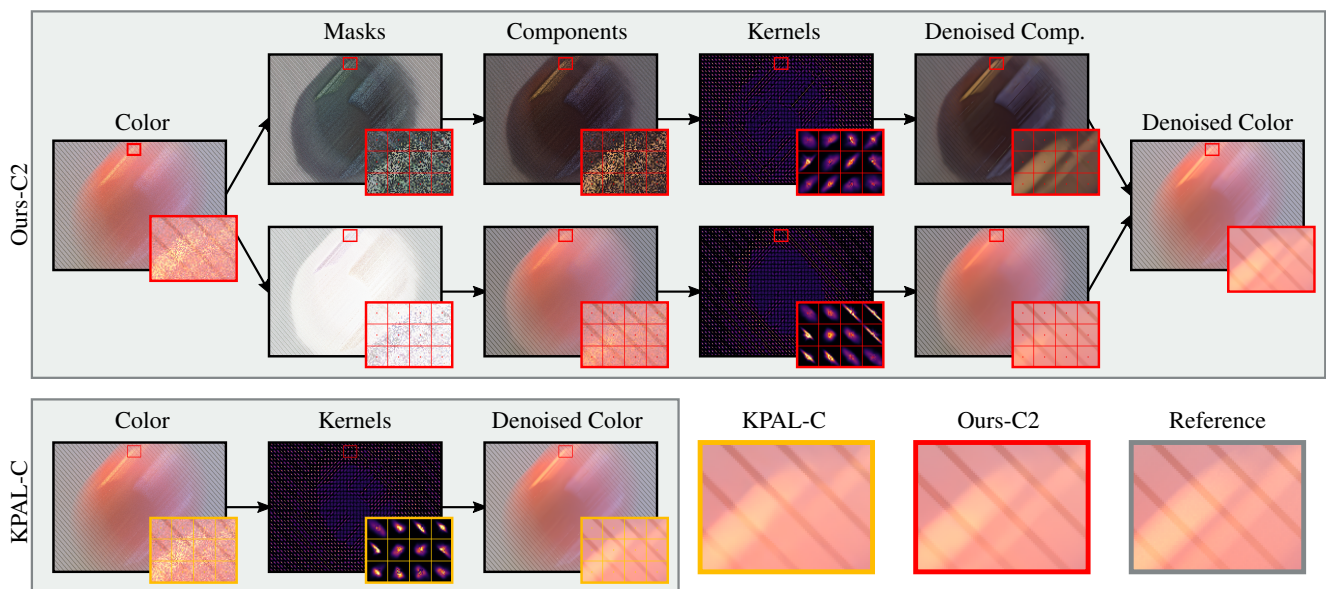 Ours-C2
Color
Masks
Components
Kernels
Denoised Comp.
Denoised Color
KPAL-C
Color
Kernels
Denoised Color
KPAL-C
Ours-C2
Reference